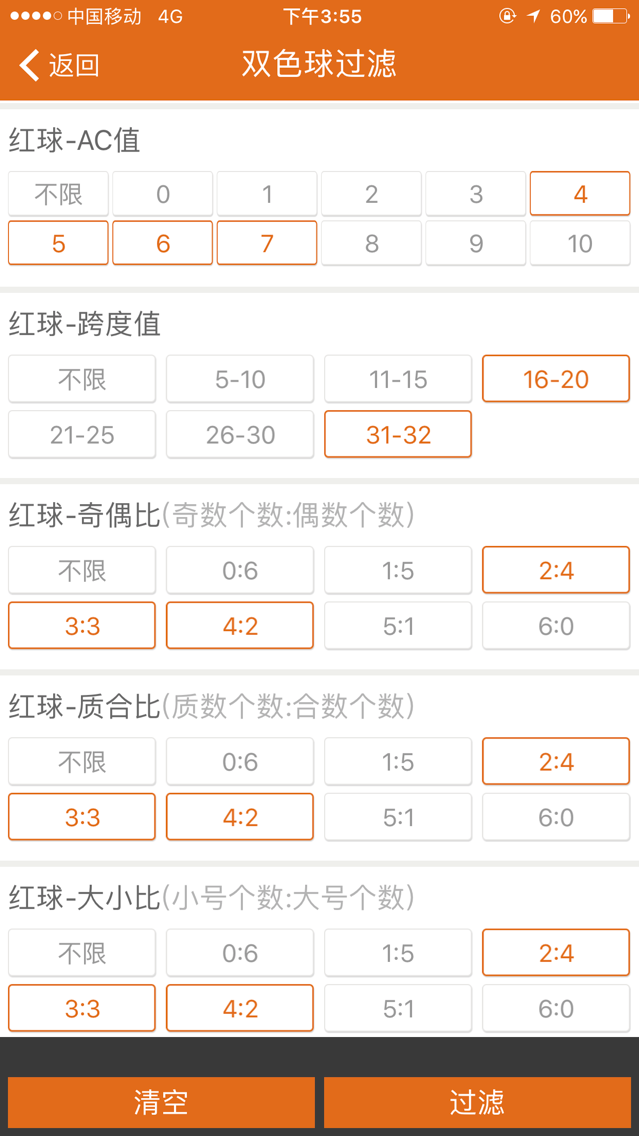 中国移动 4G 下午3:55 60%
返回 双色球过滤
红球-AC值
不限 0 1 2 3 4
5 6 7 8 9 10
红球-跨度值
不限 5-10 11-15 16-20
21-25 26-30 31-32
红球-奇偶比(奇数个数:偶数个数)
不限 0:6 1:5 2:4
3:3 4:2 5:1 6:0
红球-质合比(质数个数:合数个数)
不限 0:6 1:5 2:4
3:3 4:2 5:1 6:0
红球-大小比(小号个数:大号个数)
不限 0:6 1:5 2:4
3:3 4:2 5:1 6:0
清空 过滤